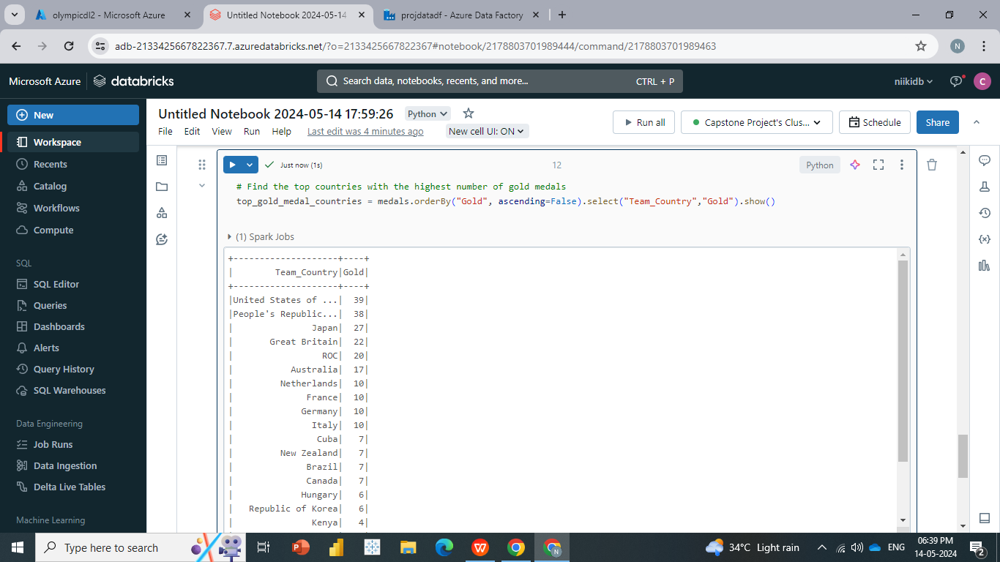 olympicdl2 - Microsoft Azure
Untitled Notebook 2024-05-14
projdatadf - Azure Data Factory
adb-2133425667822367.7.azuredatabricks.net/?o=2133425667822367#notebook/2178803701989444/command/2178803701989463
N
Microsoft Azure
databricks
Search data, notebooks, recents, and more...
CTRL + P
niikidb
C
New
Workspace
Recents
Catalog
Workflows
Compute
SQL
SQL Editor
Queries
Dashboards
Alerts
Query History
SQL Warehouses
Data Engineering
Job Runs
Data Ingestion
Delta Live Tables
Machine Learning
Untitled Notebook 2024-05-14 17:59:26
Python
Run all
Capstone Project's Clus...
Schedule
Share
File Edit View Run Help Last edit was 4 minutes ago New cell UI: ON
Just now (1s)
12
Python
# Find the top countries with the highest number of gold medals
top_gold_medal_countries = medals.orderBy("Gold", ascending=False).select("Team_Country","Gold").show()
(1) Spark Jobs
+--------------------+----+
|        Team_Country|Gold|
+--------------------+----+
|United States of ...|  39|
|People's Republic...|  38|
|               Japan|  27|
|       Great Britain|  22|
|                 ROC|  20|
|           Australia|  17|
|         Netherlands|  10|
|              France|  10|
|             Germany|  10|
|               Italy|  10|
|                Cuba|   7|
|         New Zealand|   7|
|              Brazil|   7|
|              Canada|   7|
|             Hungary|   6|
|   Republic of Korea|   6|
|               Kenya|   4|
Type here to search
34°C Light rain
ENG
06:39 PM
14-05-2024
2